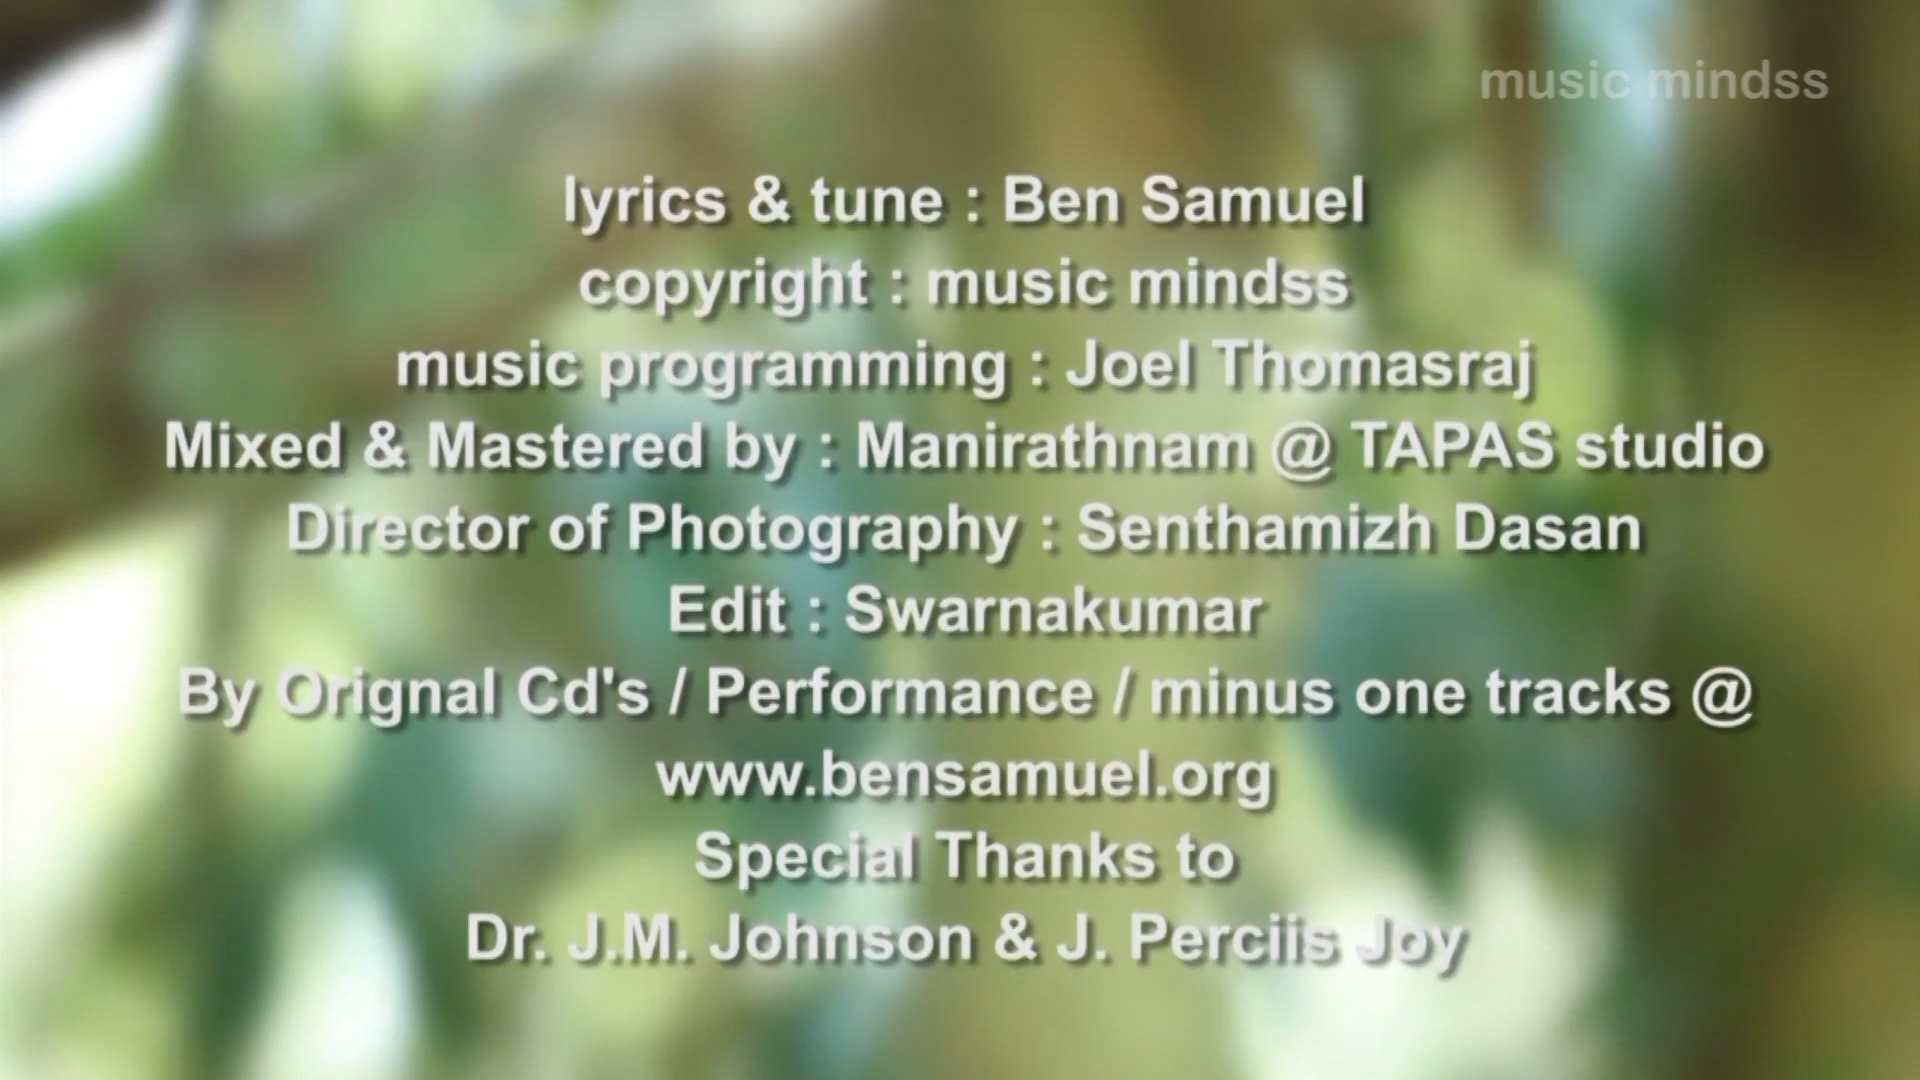 music mindss
lyrics & tune : Ben Samuel
copyright : music mindss
music programming : Joel Thomasraj
Mixed & Mastered by : Manirathnam @ TAPAS studio
Director of Photography : Senthamizh Dasan
Edit : Swarnakumar
By Orignal Cd's / Performance / minus one tracks @
www.bensamuel.org
Special Thanks to
Dr. J.M. Johnson & J. Perciis Joy